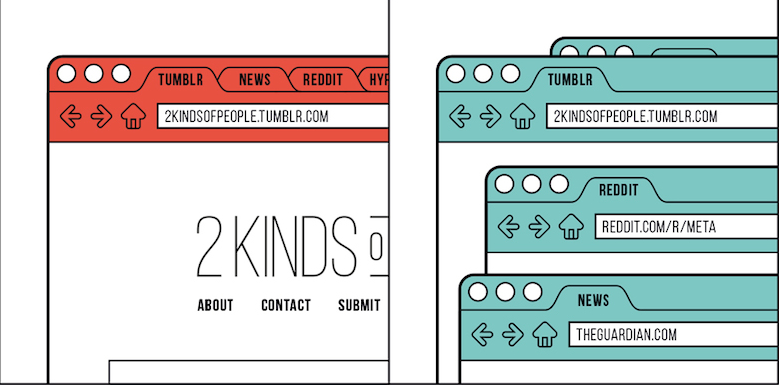 TUMBLR NEWS REDDIT HYP
2KINDSOFPEOPLE.TUMBLR.COM
2 KINDS O
ABOUT CONTACT SUBMIT
TUMBLR
2KINDSOFPEOPLE.TUMBLR.COM
REDDIT
REDDIT.COM/R/META
NEWS
THEGUARDIAN.COM